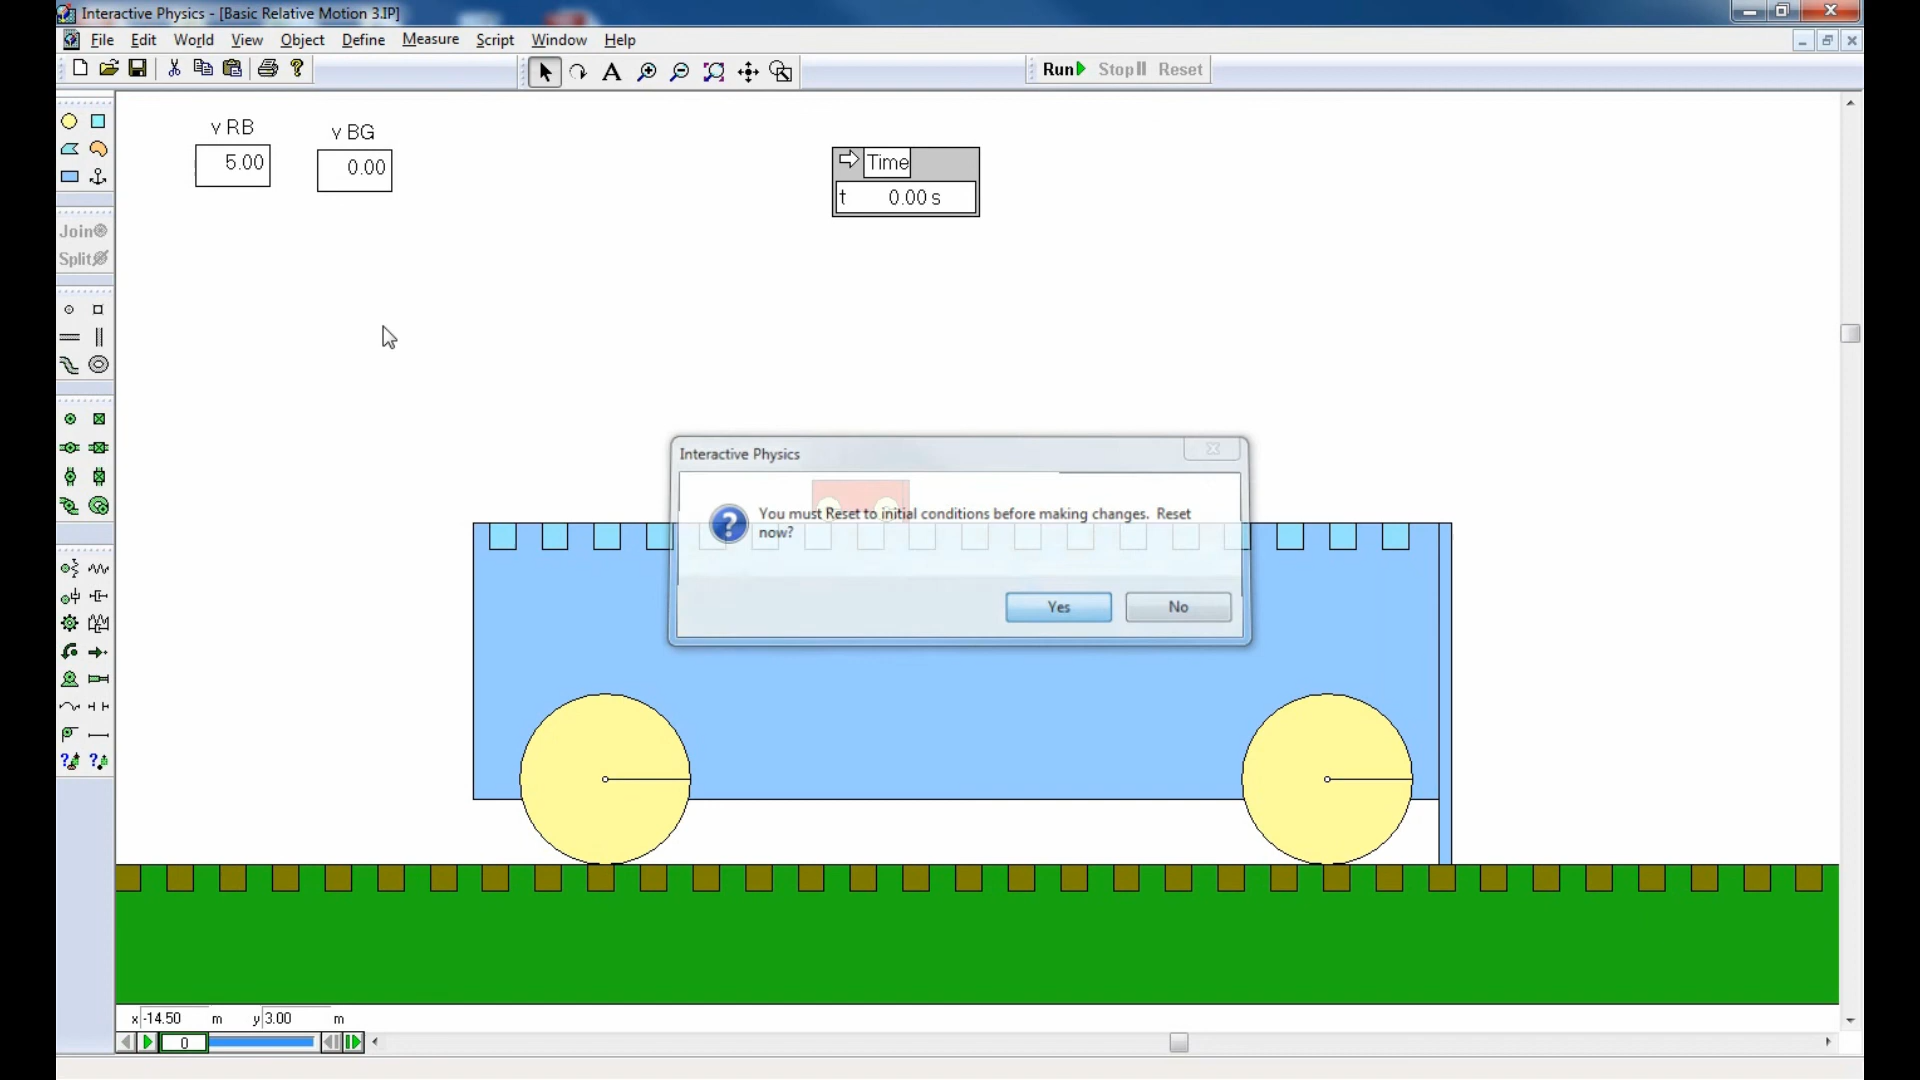 Interactive Physics - [Basic Relative Motion 3.IP]
File Edit World View Object Define Measure Script Window Help
A Run Stop Reset
v RB
5.00
v BG
0.00
Time
t 0.00 s
Join
Split
Interactive Physics
You must Reset to initial conditions before making changes. Reset
now?
Yes No
x -14.50 m y 3.00 m
0